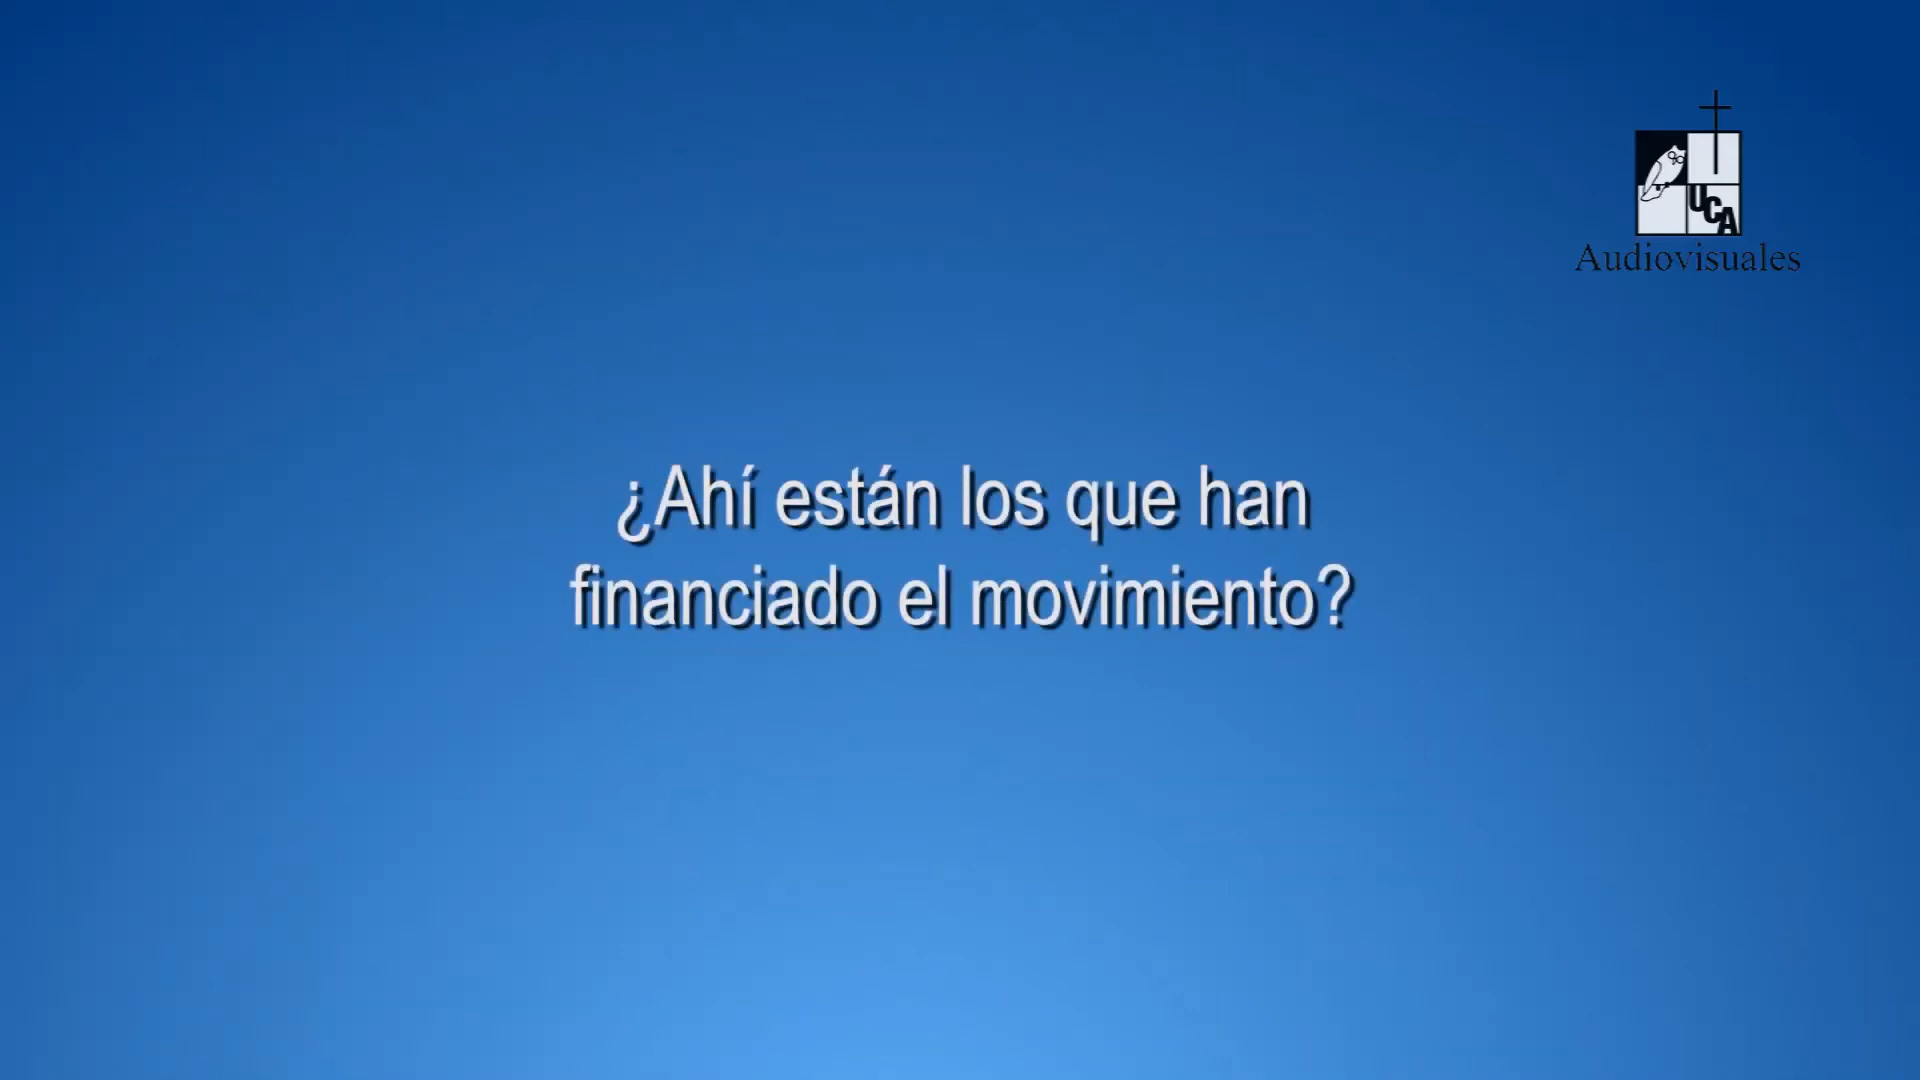 UCA
Audiovisuales
¿Ahí están los que han
financiado el movimiento?